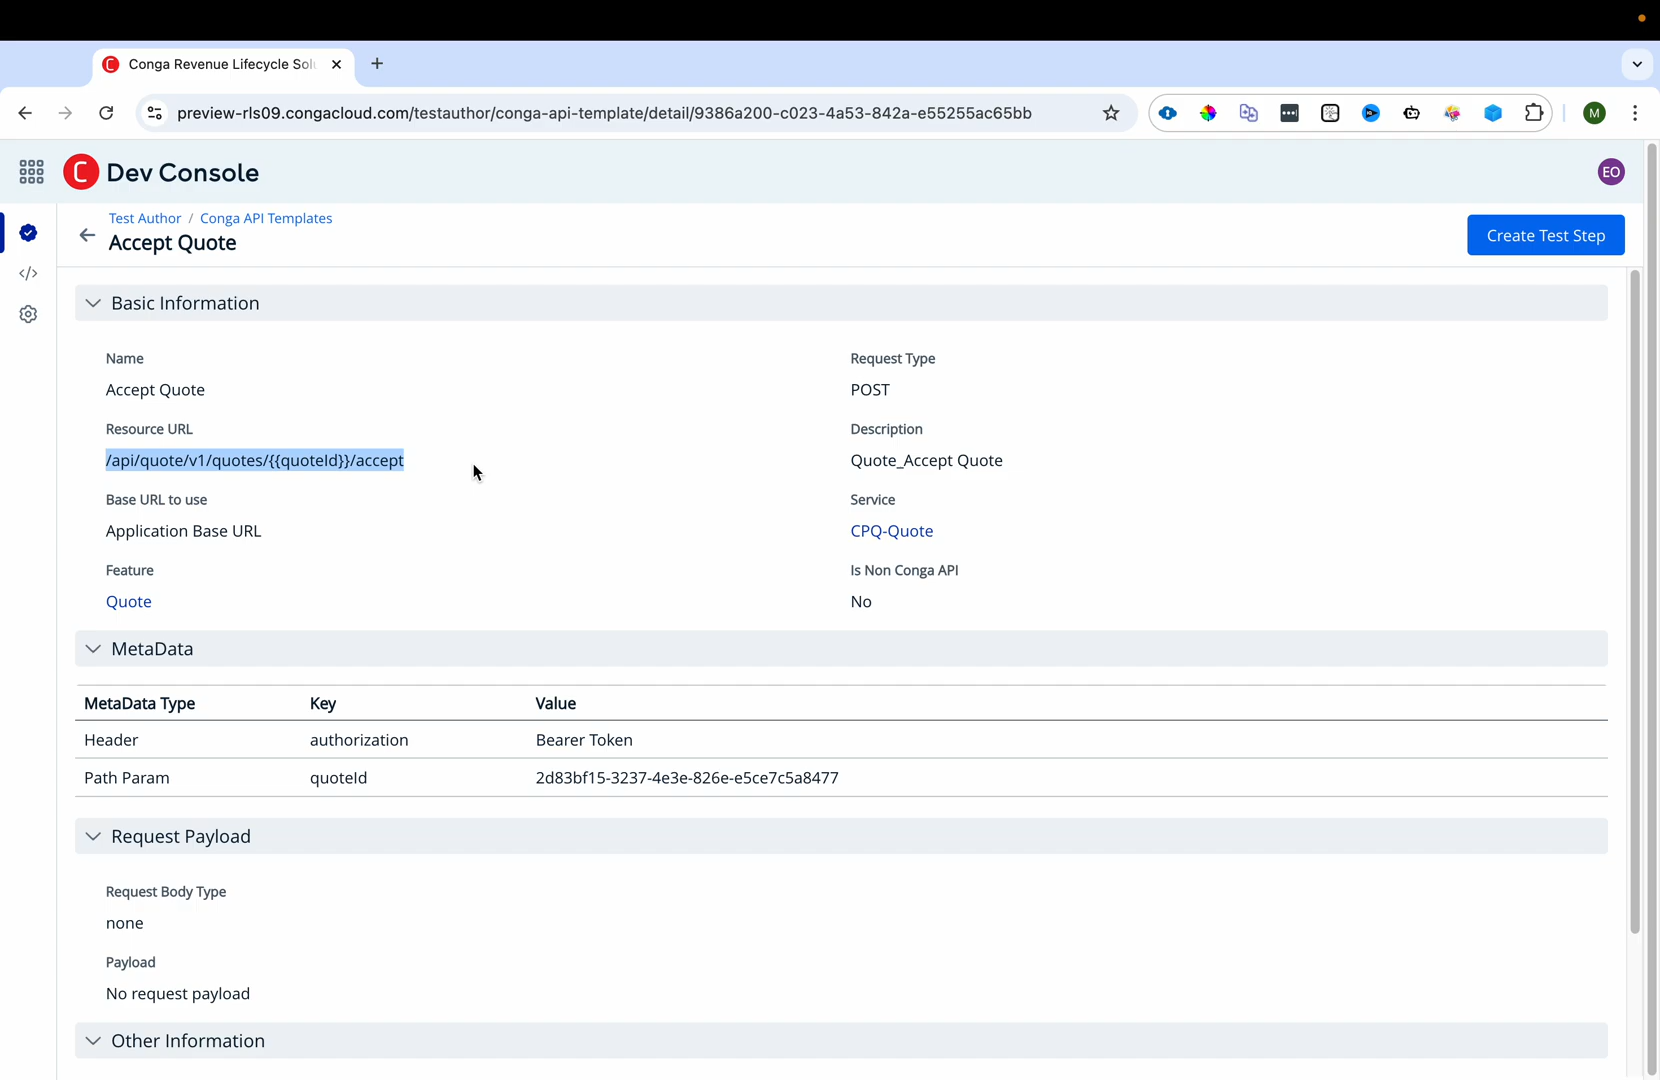 Conga Revenue Lifecycle Solu
preview-rls09.congacloud.com/testauthor/conga-api-template/detail/9386a200-c023-4a53-842a-e55255ac65bb
M
C Dev Console
EO
Test Author / Conga API Templates
Accept Quote
Create Test Step
Basic Information
Name
Accept Quote
Request Type
POST
Resource URL
/api/quote/v1/quotes/{{quoteId}}/accept
Description
Quote_Accept Quote
Base URL to use
Application Base URL
Service
CPQ-Quote
Feature
Quote
Is Non Conga API
No
MetaData
MetaData Type Key Value
Header authorization Bearer Token
Path Param quoteId 2d83bf15-3237-4e3e-826e-e5ce7c5a8477
Request Payload
Request Body Type
none
Payload
No request payload
Other Information